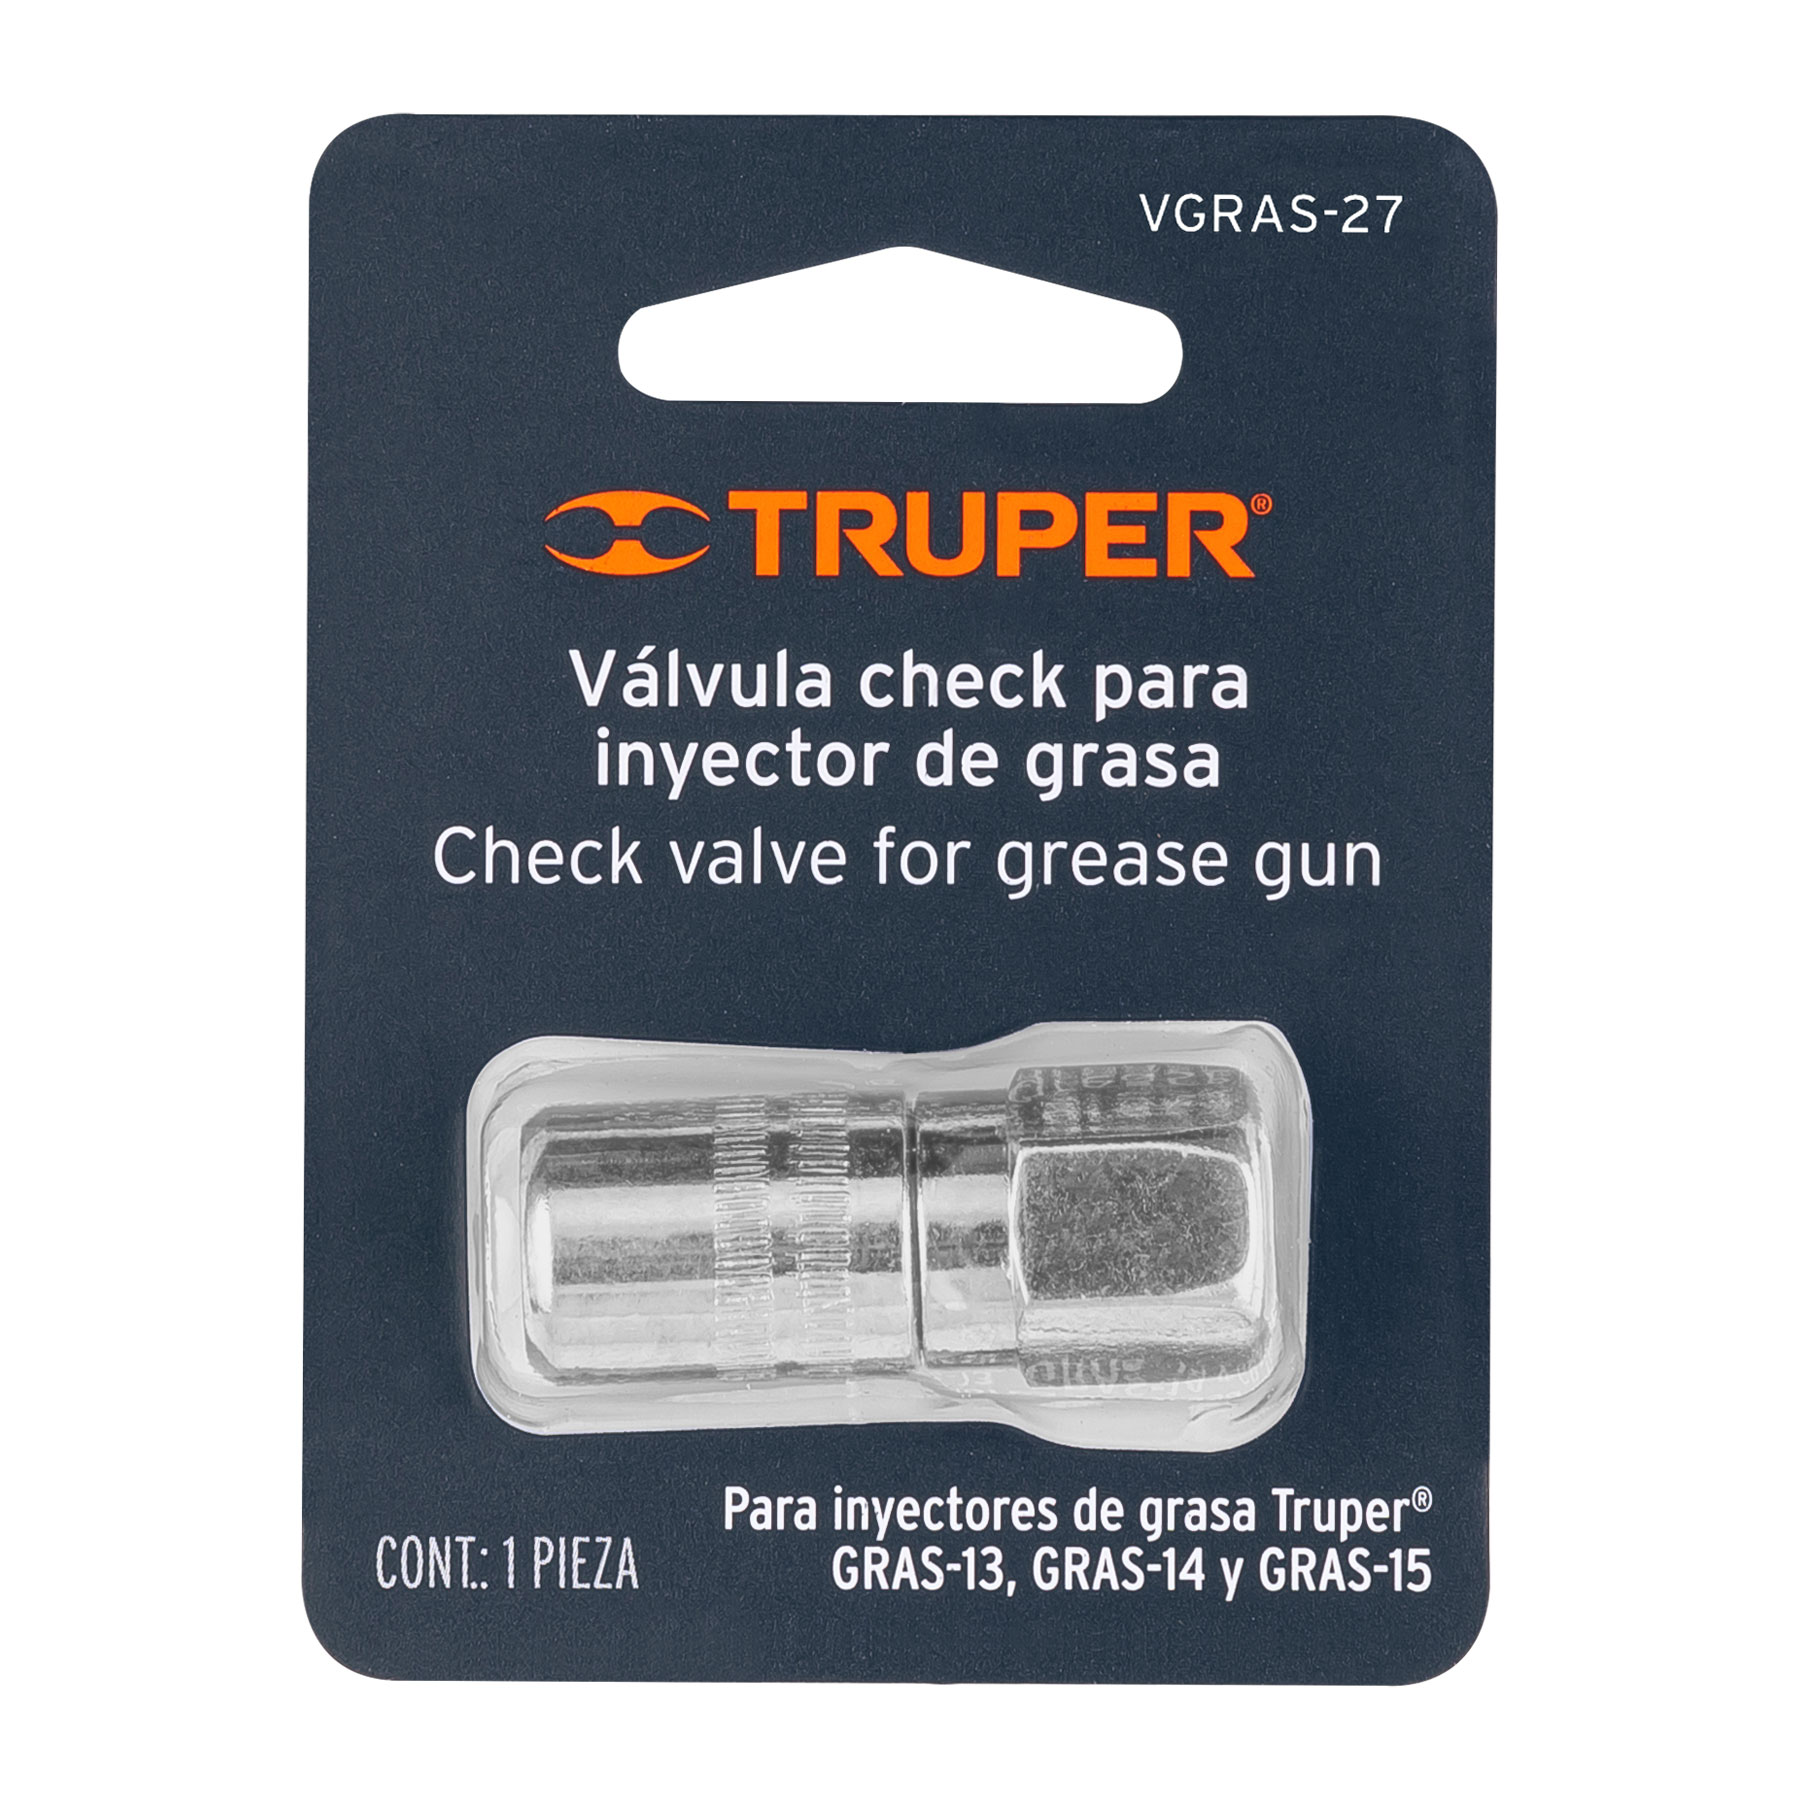 VGRAS-27
TRUPER®
Válvula check para
inyector de grasa
Check valve for grease gun
CONT.: 1 PIEZA
Para inyectores de grasa Truper®
GRAS-13, GRAS-14 y GRAS-15